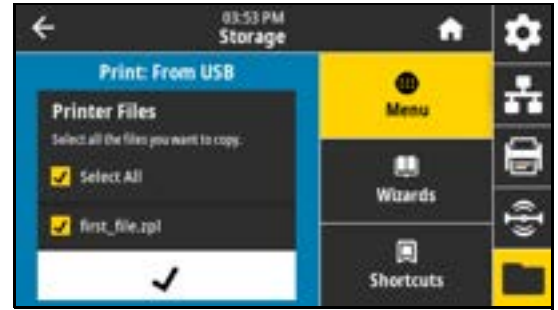 03:53 PM
Storage
Print: From USB
Printer Files
Select all the files you want to copy.
Select All
first_file.zpl
Menu
Wizards
Shortcuts